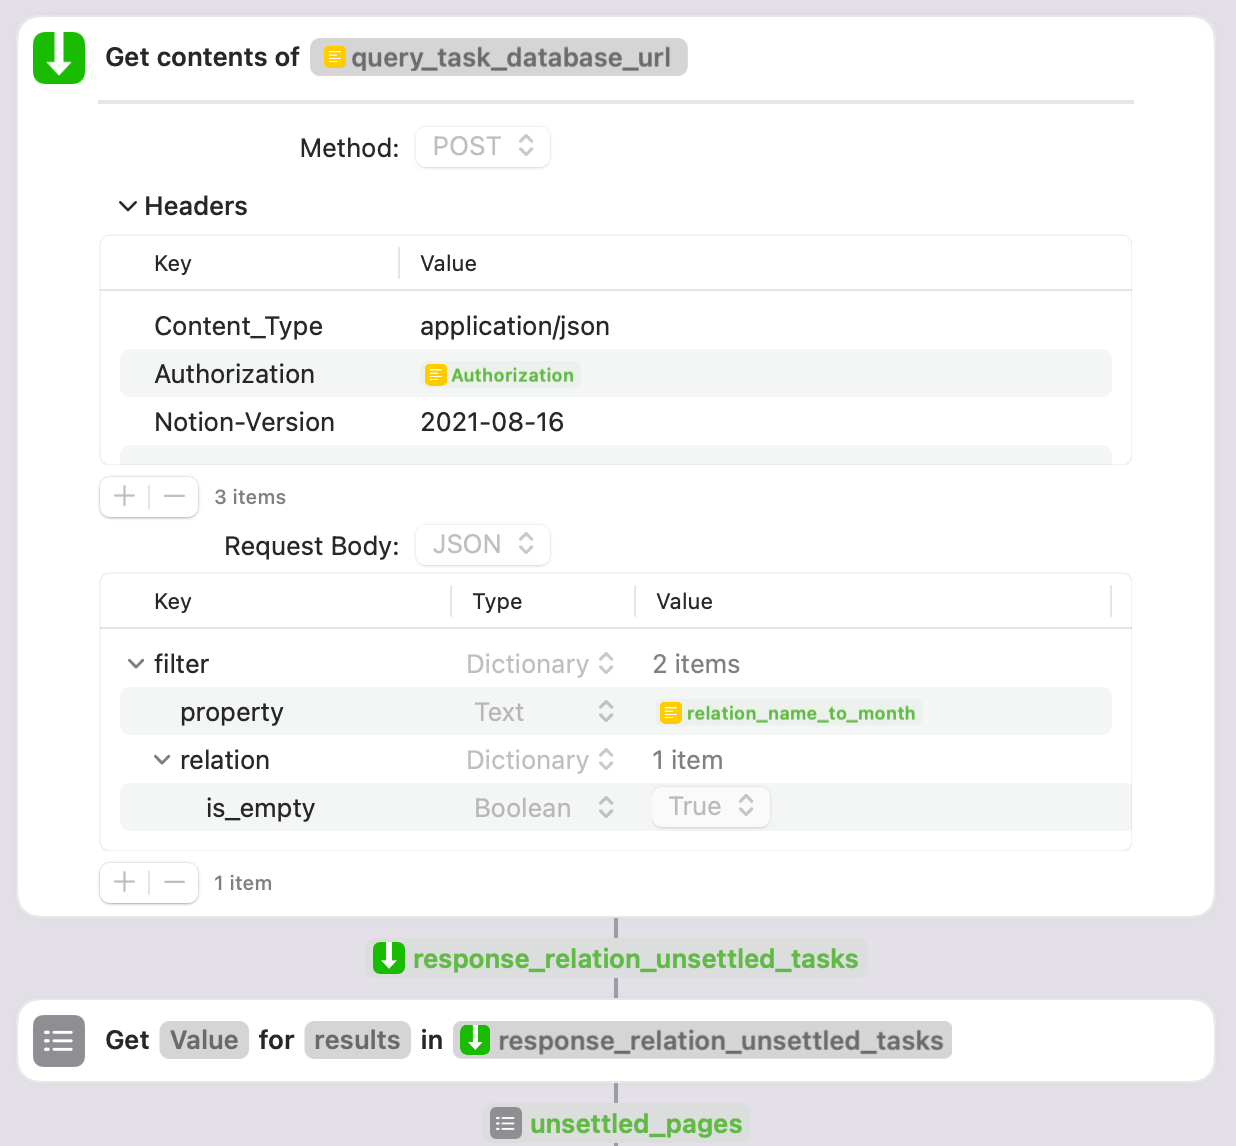 Get contents of query_task_database_url
Method: POST
Headers
Key Value
Content_Type application/json
Authorization Authorization
Notion-Version 2021-08-16
3 items
Request Body: JSON
Key Type Value
filter Dictionary 2 items
property Text relation_name_to_month
relation Dictionary 1 item
is_empty Boolean True
1 item
response_relation_unsettled_tasks
Get Value for results in response_relation_unsettled_tasks
unsettled_pages